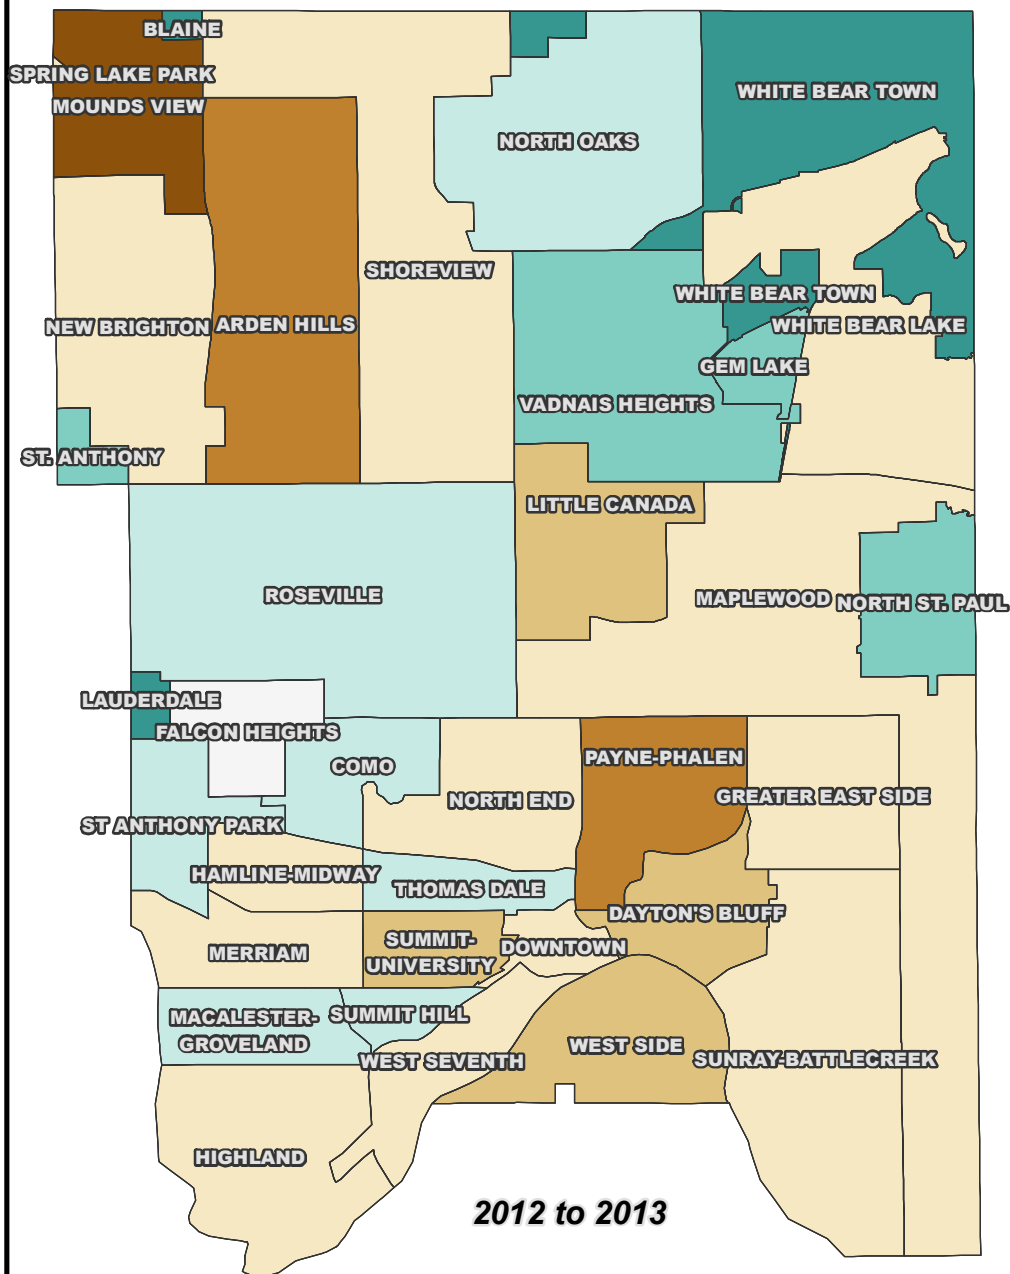 BLAINE
SPRING LAKE PARK
WHITE BEAR TOWN
MOUNDS VIEW
NORTH OAKS
SHOREVIEW
WHITE BEAR TOWN
NEW BRIGHTON
ARDEN HILLS
WHITE BEAR LAKE
GEM LAKE
VADNAIS HEIGHTS
ST. ANTHONY
LITTLE CANADA
ROSEVILLE
MAPLEWOOD
NORTH ST. PAUL
LAUDERDALE
FALCON HEIGHTS
PAYNE-PHALEN
COMO
NORTH END
GREATER EAST SIDE
ST ANTHONY PARK
HAMLINE-MIDWAY
THOMAS DALE
DAYTON'S BLUFF
SUMMIT-
UNIVERSITY
DOWNTOWN
MERRIAM
MACALESTER-
GROVELAND
SUMMIT HILL
WEST SIDE
WEST SEVENTH
SUNRAY-BATTLECREEK
HIGHLAND
2012 to 2013